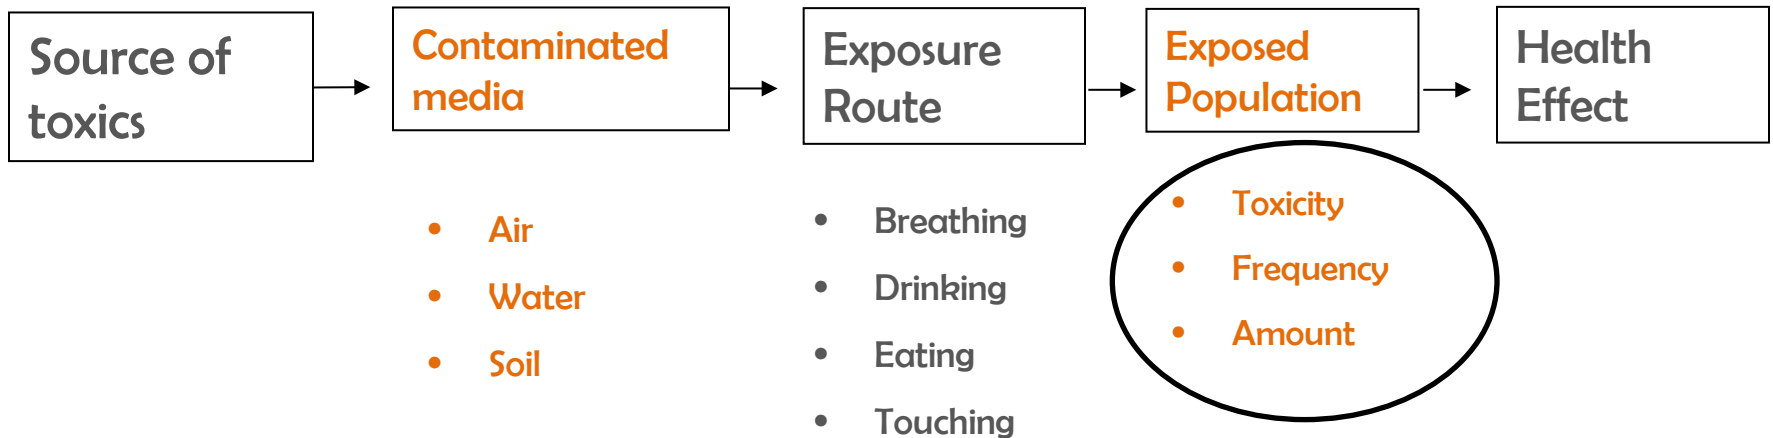 Source of
toxics
Contaminated
media
Exposure
Route
Exposed
Population
Health
Effect
• Air
• Water
• Soil
• Breathing
• Drinking
• Eating
• Touching
• Toxicity
• Frequency
• Amount